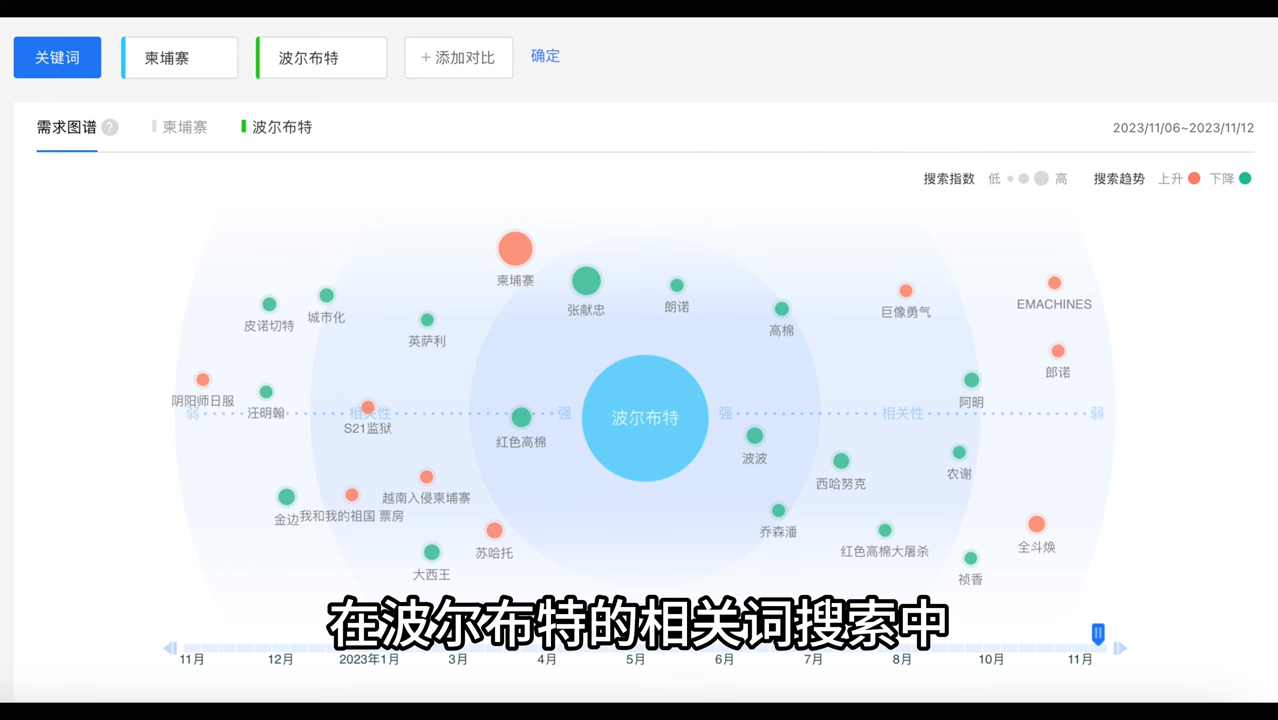 关键词
柬埔寨
波尔布特
+ 添加对比
确定
需求图谱 ?
柬埔寨
波尔布特
2023/11/06~2023/11/12
搜索指数 低 高 搜索趋势 上升 下降
柬埔寨
张献忠
朗诺
EMACHINES
皮诺切特
城市化
英萨利
高棉
巨像勇气
郎诺
阴阳师日服
汪明翰
阿明
弱 相关性 强
波尔布特
强 相关性 弱
S21监狱
红色高棉
波波
西哈努克
农谢
越南入侵柬埔寨
金边
我和我的祖国 票房
乔森潘
苏哈托
红色高棉大屠杀
全斗焕
大西王
祯香
在波尔布特的相关词搜索中
11月 12月 2023年1月 3月 4月 5月 6月 7月 8月 10月 11月